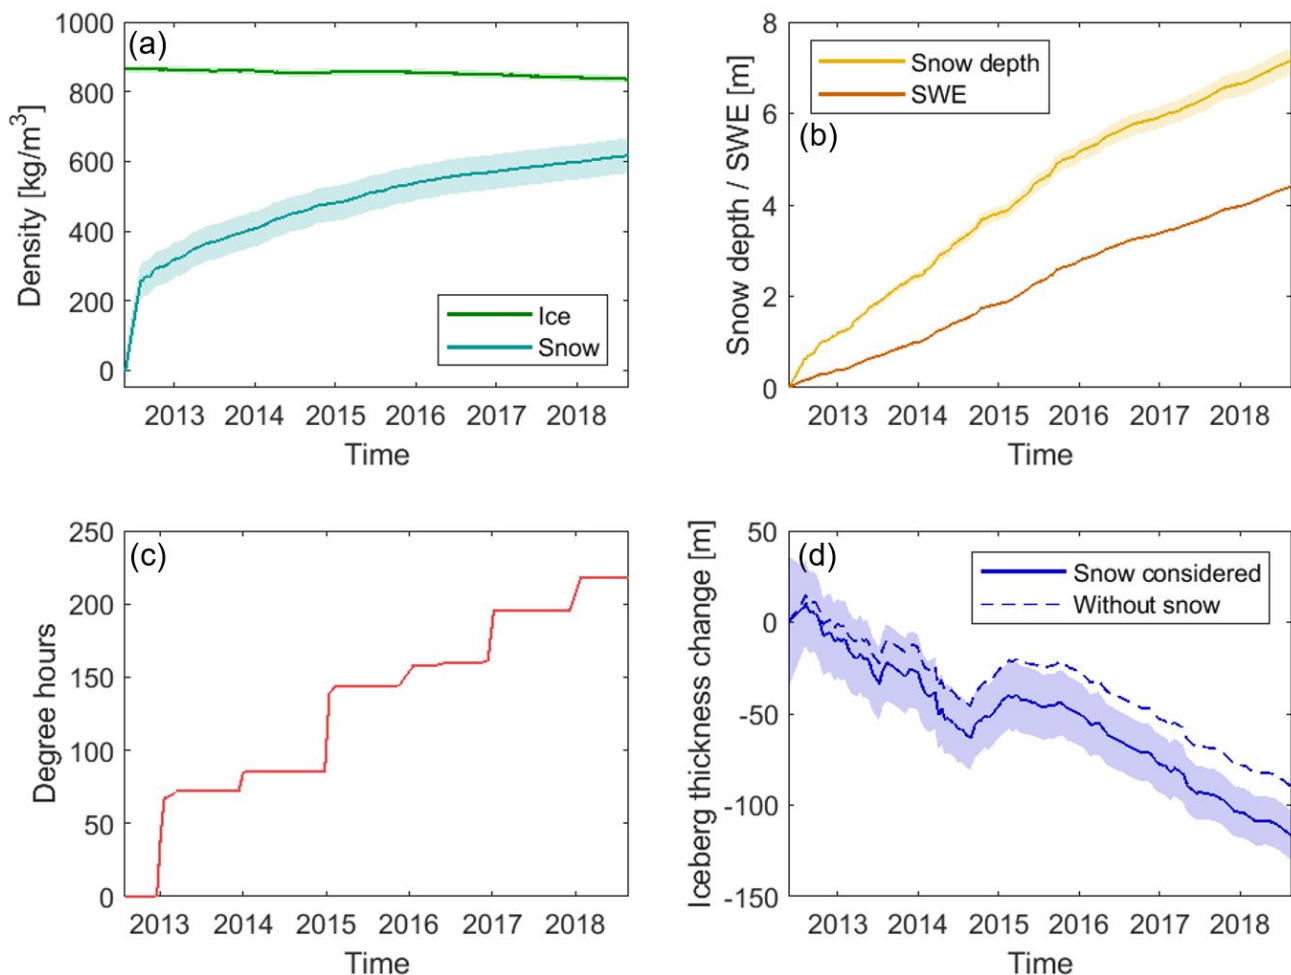 (a)
Density [kg/m³]
1000
800
600
400
200
0
Ice
Snow
2013 2014 2015 2016 2017 2018
Time
(b)
Snow depth / SWE [m]
8
6
4
2
0
Snow depth
SWE
2013 2014 2015 2016 2017 2018
Time
(c)
Degree hours
250
200
150
100
50
0
2013 2014 2015 2016 2017 2018
Time
(d)
Iceberg thickness change [m]
50
0
-50
-100
-150
Snow considered
Without snow
2013 2014 2015 2016 2017 2018
Time